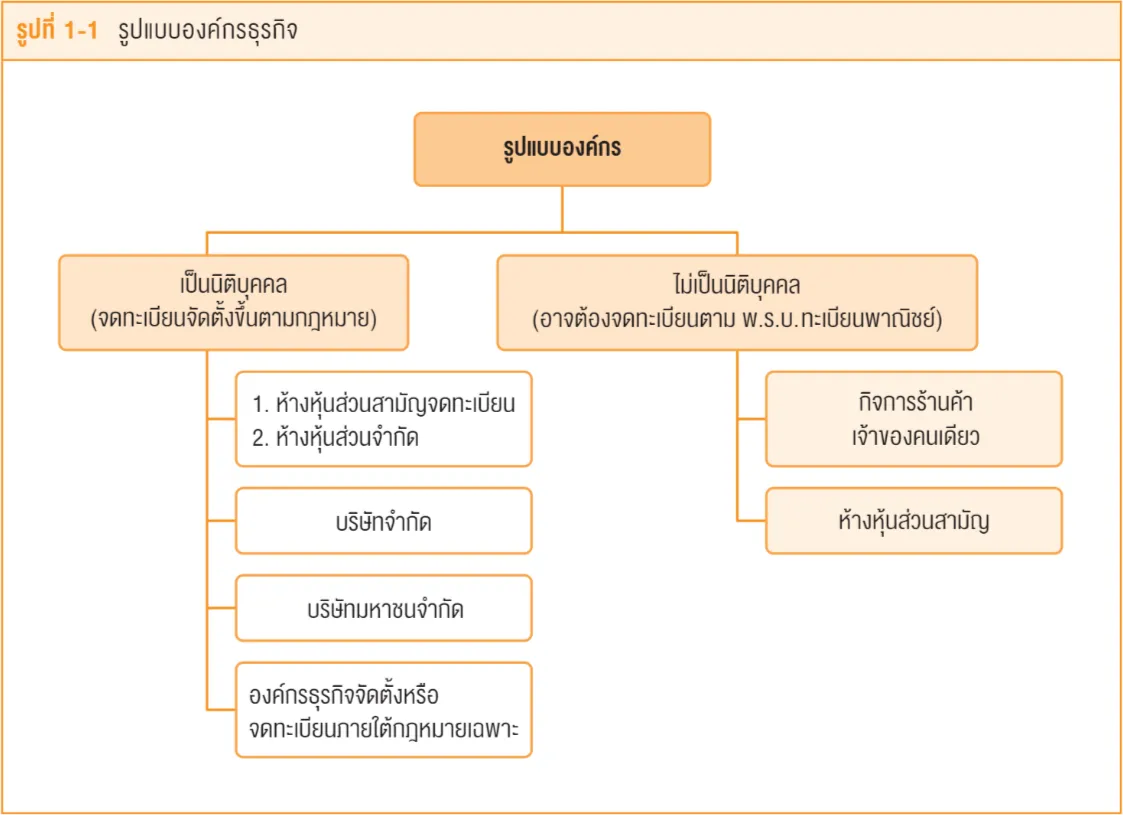 รูปที่ 1-1 รูปแบบองค์กรธุรกิจ
รูปแบบองค์กร
เป็นนิติบุคคล
(จดทะเบียนจัดตั้งขึ้นตามกฎหมาย)
1. ห้างหุ้นส่วนสามัญจดทะเบียน
2. ห้างหุ้นส่วนจำกัด
บริษัทจำกัด
บริษัทมหาชนจำกัด
องค์กรธุรกิจจัดตั้งหรือ
จดทะเบียนภายใต้กฎหมายเฉพาะ
ไม่เป็นนิติบุคคล
(อาจต้องจดทะเบียนตาม พ.ร.บ.ทะเบียนพาณิชย์)
กิจการร้านค้า
เจ้าของคนเดียว
ห้างหุ้นส่วนสามัญ